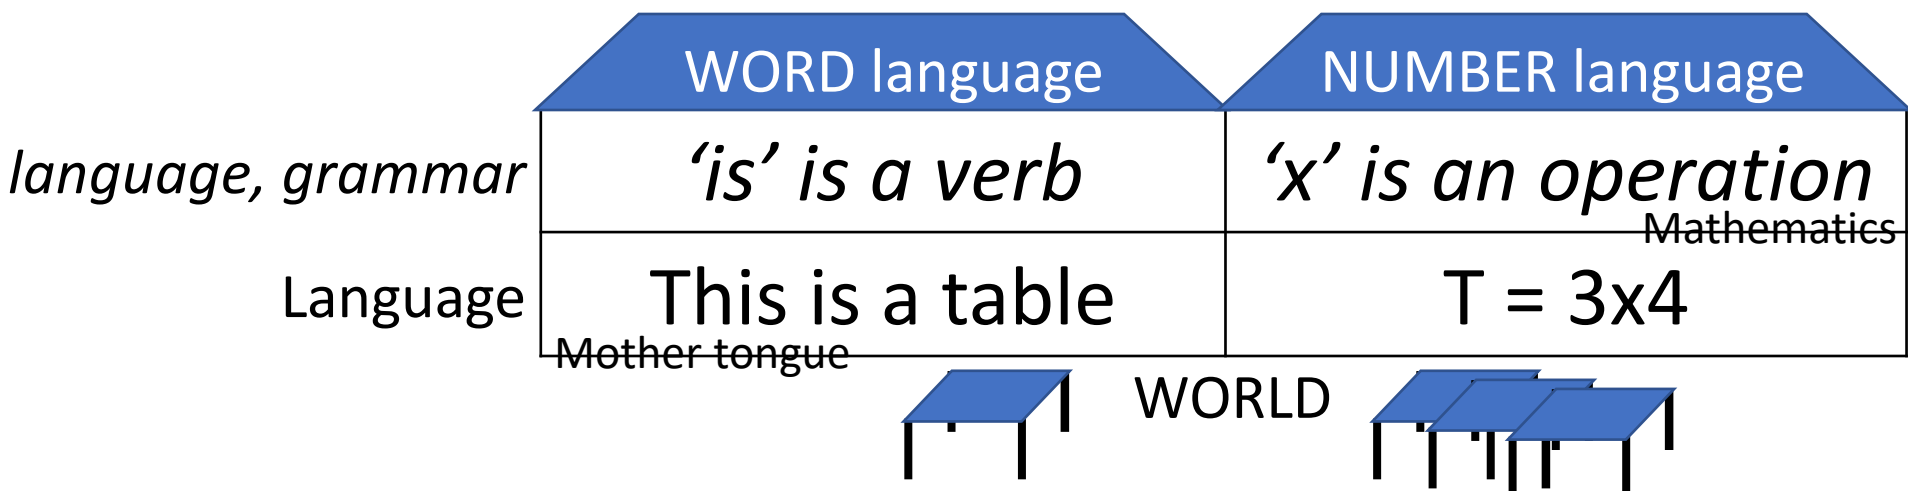 WORD language
NUMBER language
language, grammar
‘is’ is a verb
‘x’ is an operation
Mathematics
Language
This is a table
T = 3x4
Mother tongue
WORLD